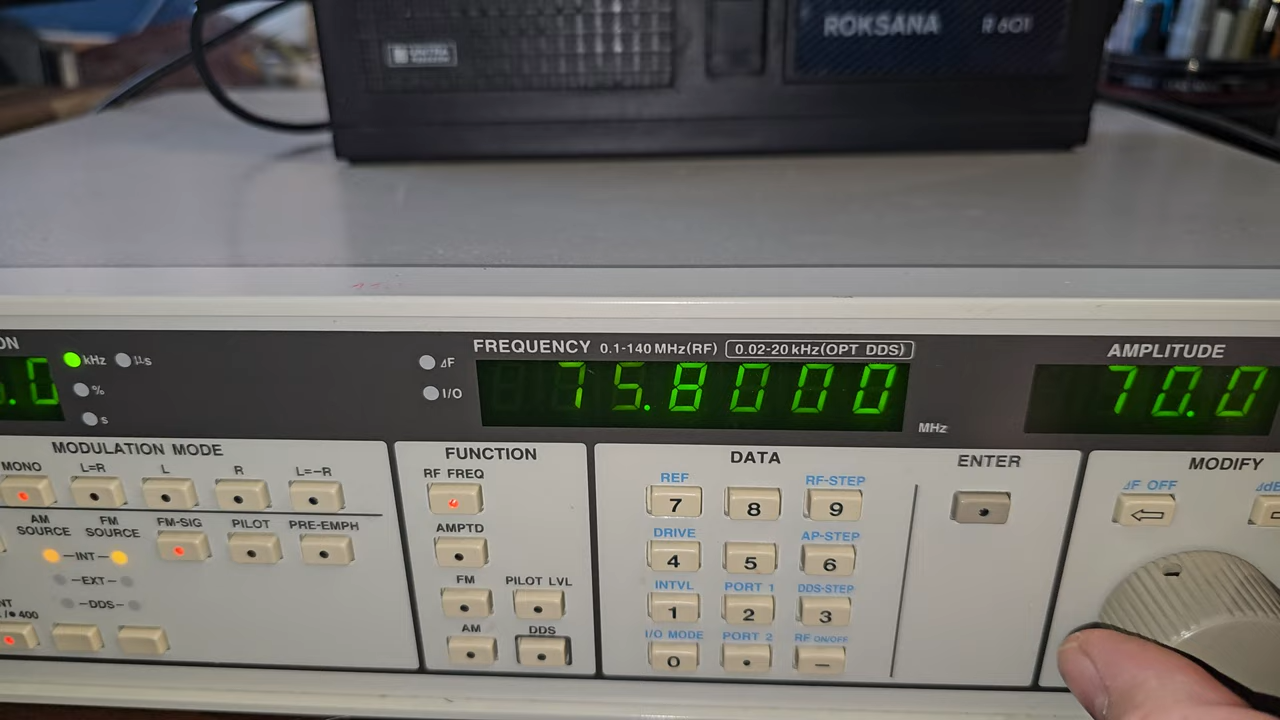 ROKSANA R 601
UNITRA
ON
kHz
µs
%
s
ΔF
I/O
FREQUENCY 0.1-140 MHz(RF) 0.02-20 kHz(OPT DDS)
75.8000
MHz
AMPLITUDE
70.0
MODULATION MODE
MONO L=R L R L=-R
AM SOURCE FM SOURCE FM-SIG PILOT PRE-EMPH
INT
EXT
DDS
400
FUNCTION
RF FREQ
AMPTD
FM PILOT LVL
AM DDS
DATA
REF RF-STEP
7 8 9
DRIVE AP-STEP
4 5 6
INTVL PORT 1 DDS-STEP
1 2 3
I/O MODE PORT 2 RF ON/OFF
0 • –
ENTER
MODIFY
ΔF OFF